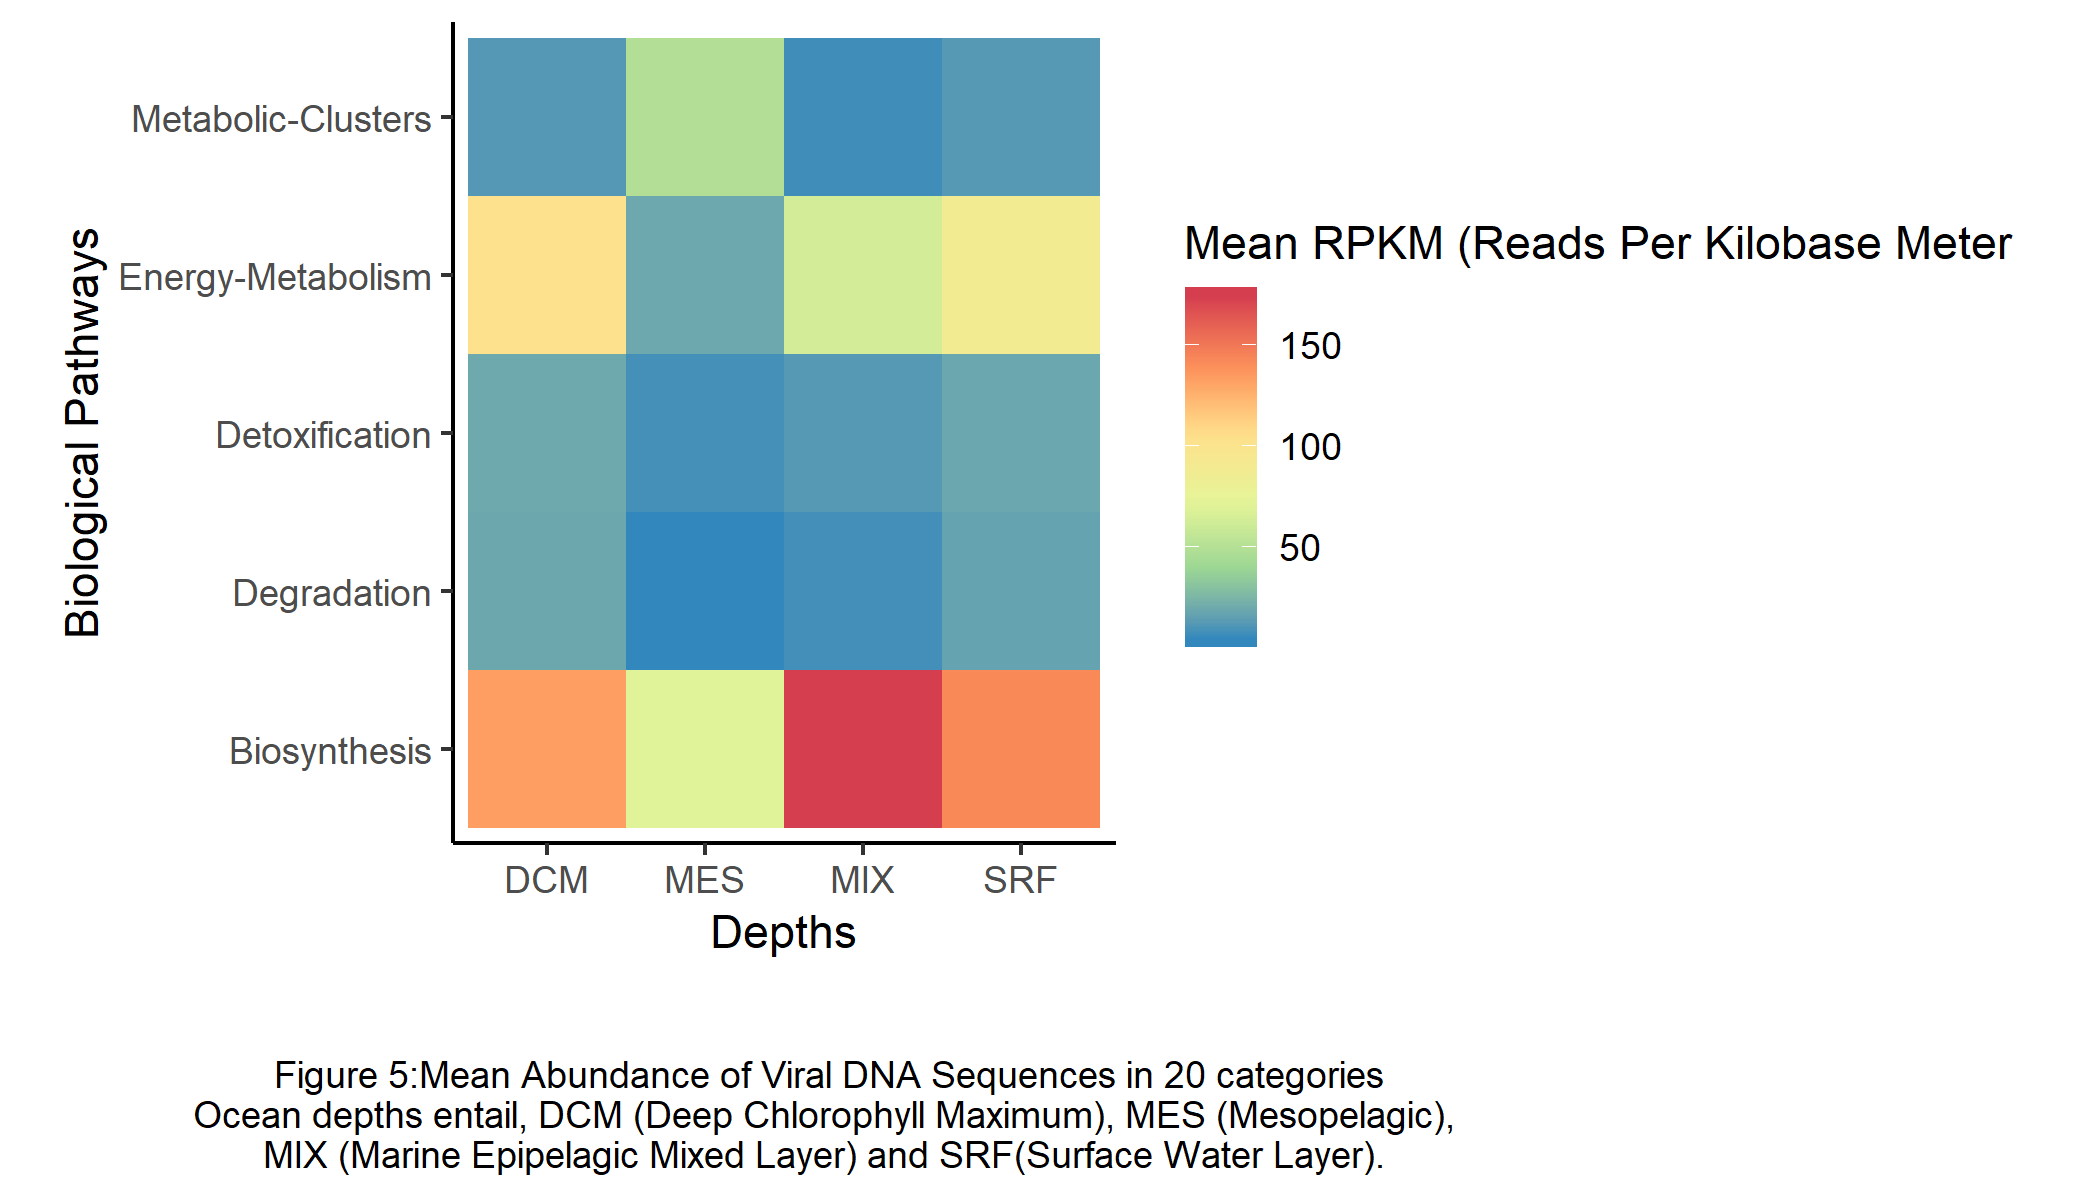 Metabolic-Clusters
Energy-Metabolism
Detoxification
Degradation
Biosynthesis
Biological Pathways
DCM MES MIX SRF
Depths
Mean RPKM (Reads Per Kilobase Meter
150
100
50
Figure 5:Mean Abundance of Viral DNA Sequences in 20 categories
Ocean depths entail, DCM (Deep Chlorophyll Maximum), MES (Mesopelagic),
MIX (Marine Epipelagic Mixed Layer) and SRF(Surface Water Layer).